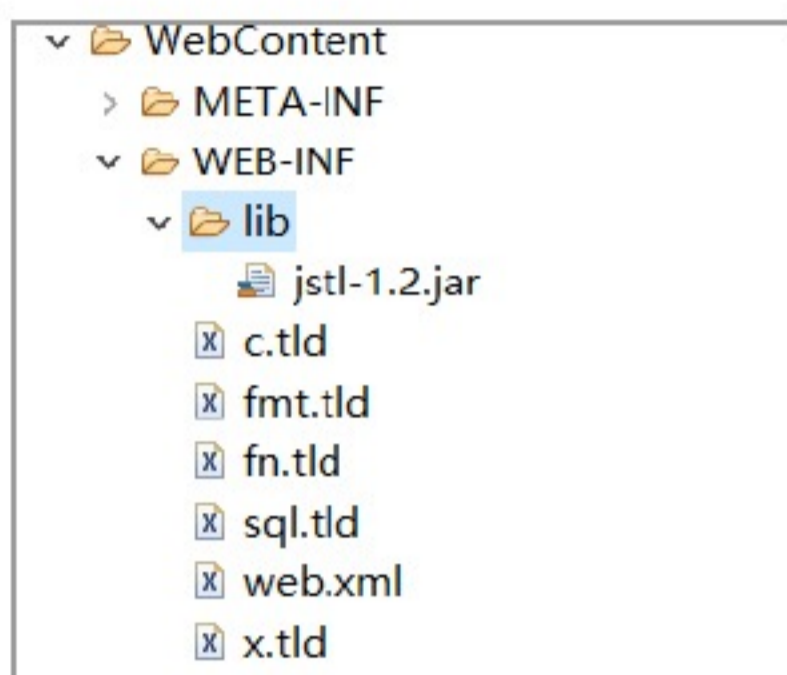 WebContent
META-INF
WEB-INF
lib
jstl-1.2.jar
c.tld
fmt.tld
fn.tld
sql.tld
web.xml
x.tld